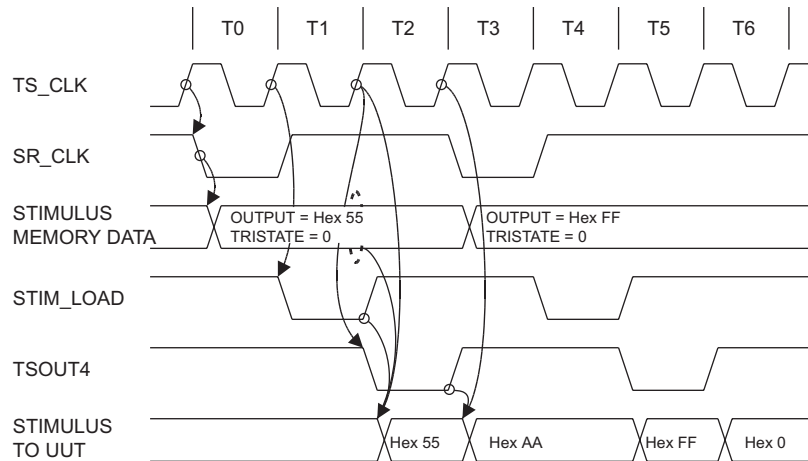 T0 T1 T2 T3 T4 T5 T6
TS_CLK
SR_CLK
STIMULUS
MEMORY DATA
OUTPUT = Hex 55
TRISTATE = 0
OUTPUT = Hex FF
TRISTATE = 0
STIM_LOAD
TSOUT4
STIMULUS
TO UUT
Hex 55
Hex AA
Hex FF
Hex 0